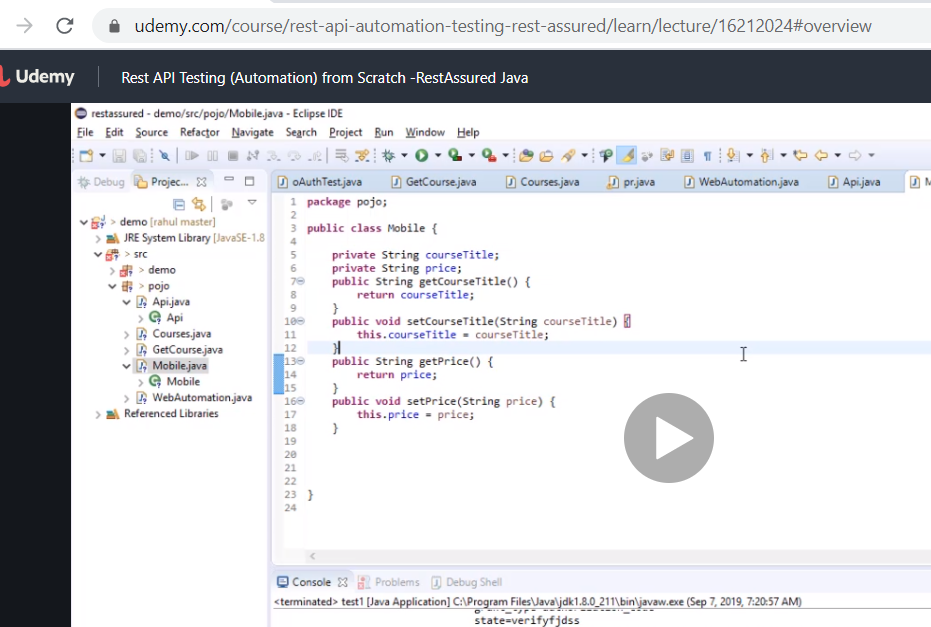 udemy.com/course/rest-api-automation-testing-rest-assured/learn/lecture/16212024#overview
Udemy
Rest API Testing (Automation) from Scratch -RestAssured Java
restassured - demo/src/pojo/Mobile.java - Eclipse IDE
File Edit Source Refactor Navigate Search Project Run Window Help
Debug Projec...
oAuthTest.java GetCourse.java Courses.java pr.java WebAutomation.java Api.java M
> demo [rahul master]
JRE System Library [JavaSE-1.8
> src
> demo
> pojo
Api.java
Api
Courses.java
GetCourse.java
Mobile.java
Mobile
WebAutomation.java
Referenced Libraries
1 package pojo;
2
3 public class Mobile {
4
5 private String courseTitle;
6 private String price;
7 public String getCourseTitle() {
8 return courseTitle;
9 }
10 public void setCourseTitle(String courseTitle) {
11 this.courseTitle = courseTitle;
12 }
13 public String getPrice() {
14 return price;
15 }
16 public void setPrice(String price) {
17 this.price = price;
18 }
19
20
21
22
23 }
24
Console Problems Debug Shell
<terminated> test1 [Java Application] C:\Program Files\Java\jdk1.8.0_211\bin\javaw.exe (Sep 7, 2019, 7:20:57 AM)
state=verifyfjdss